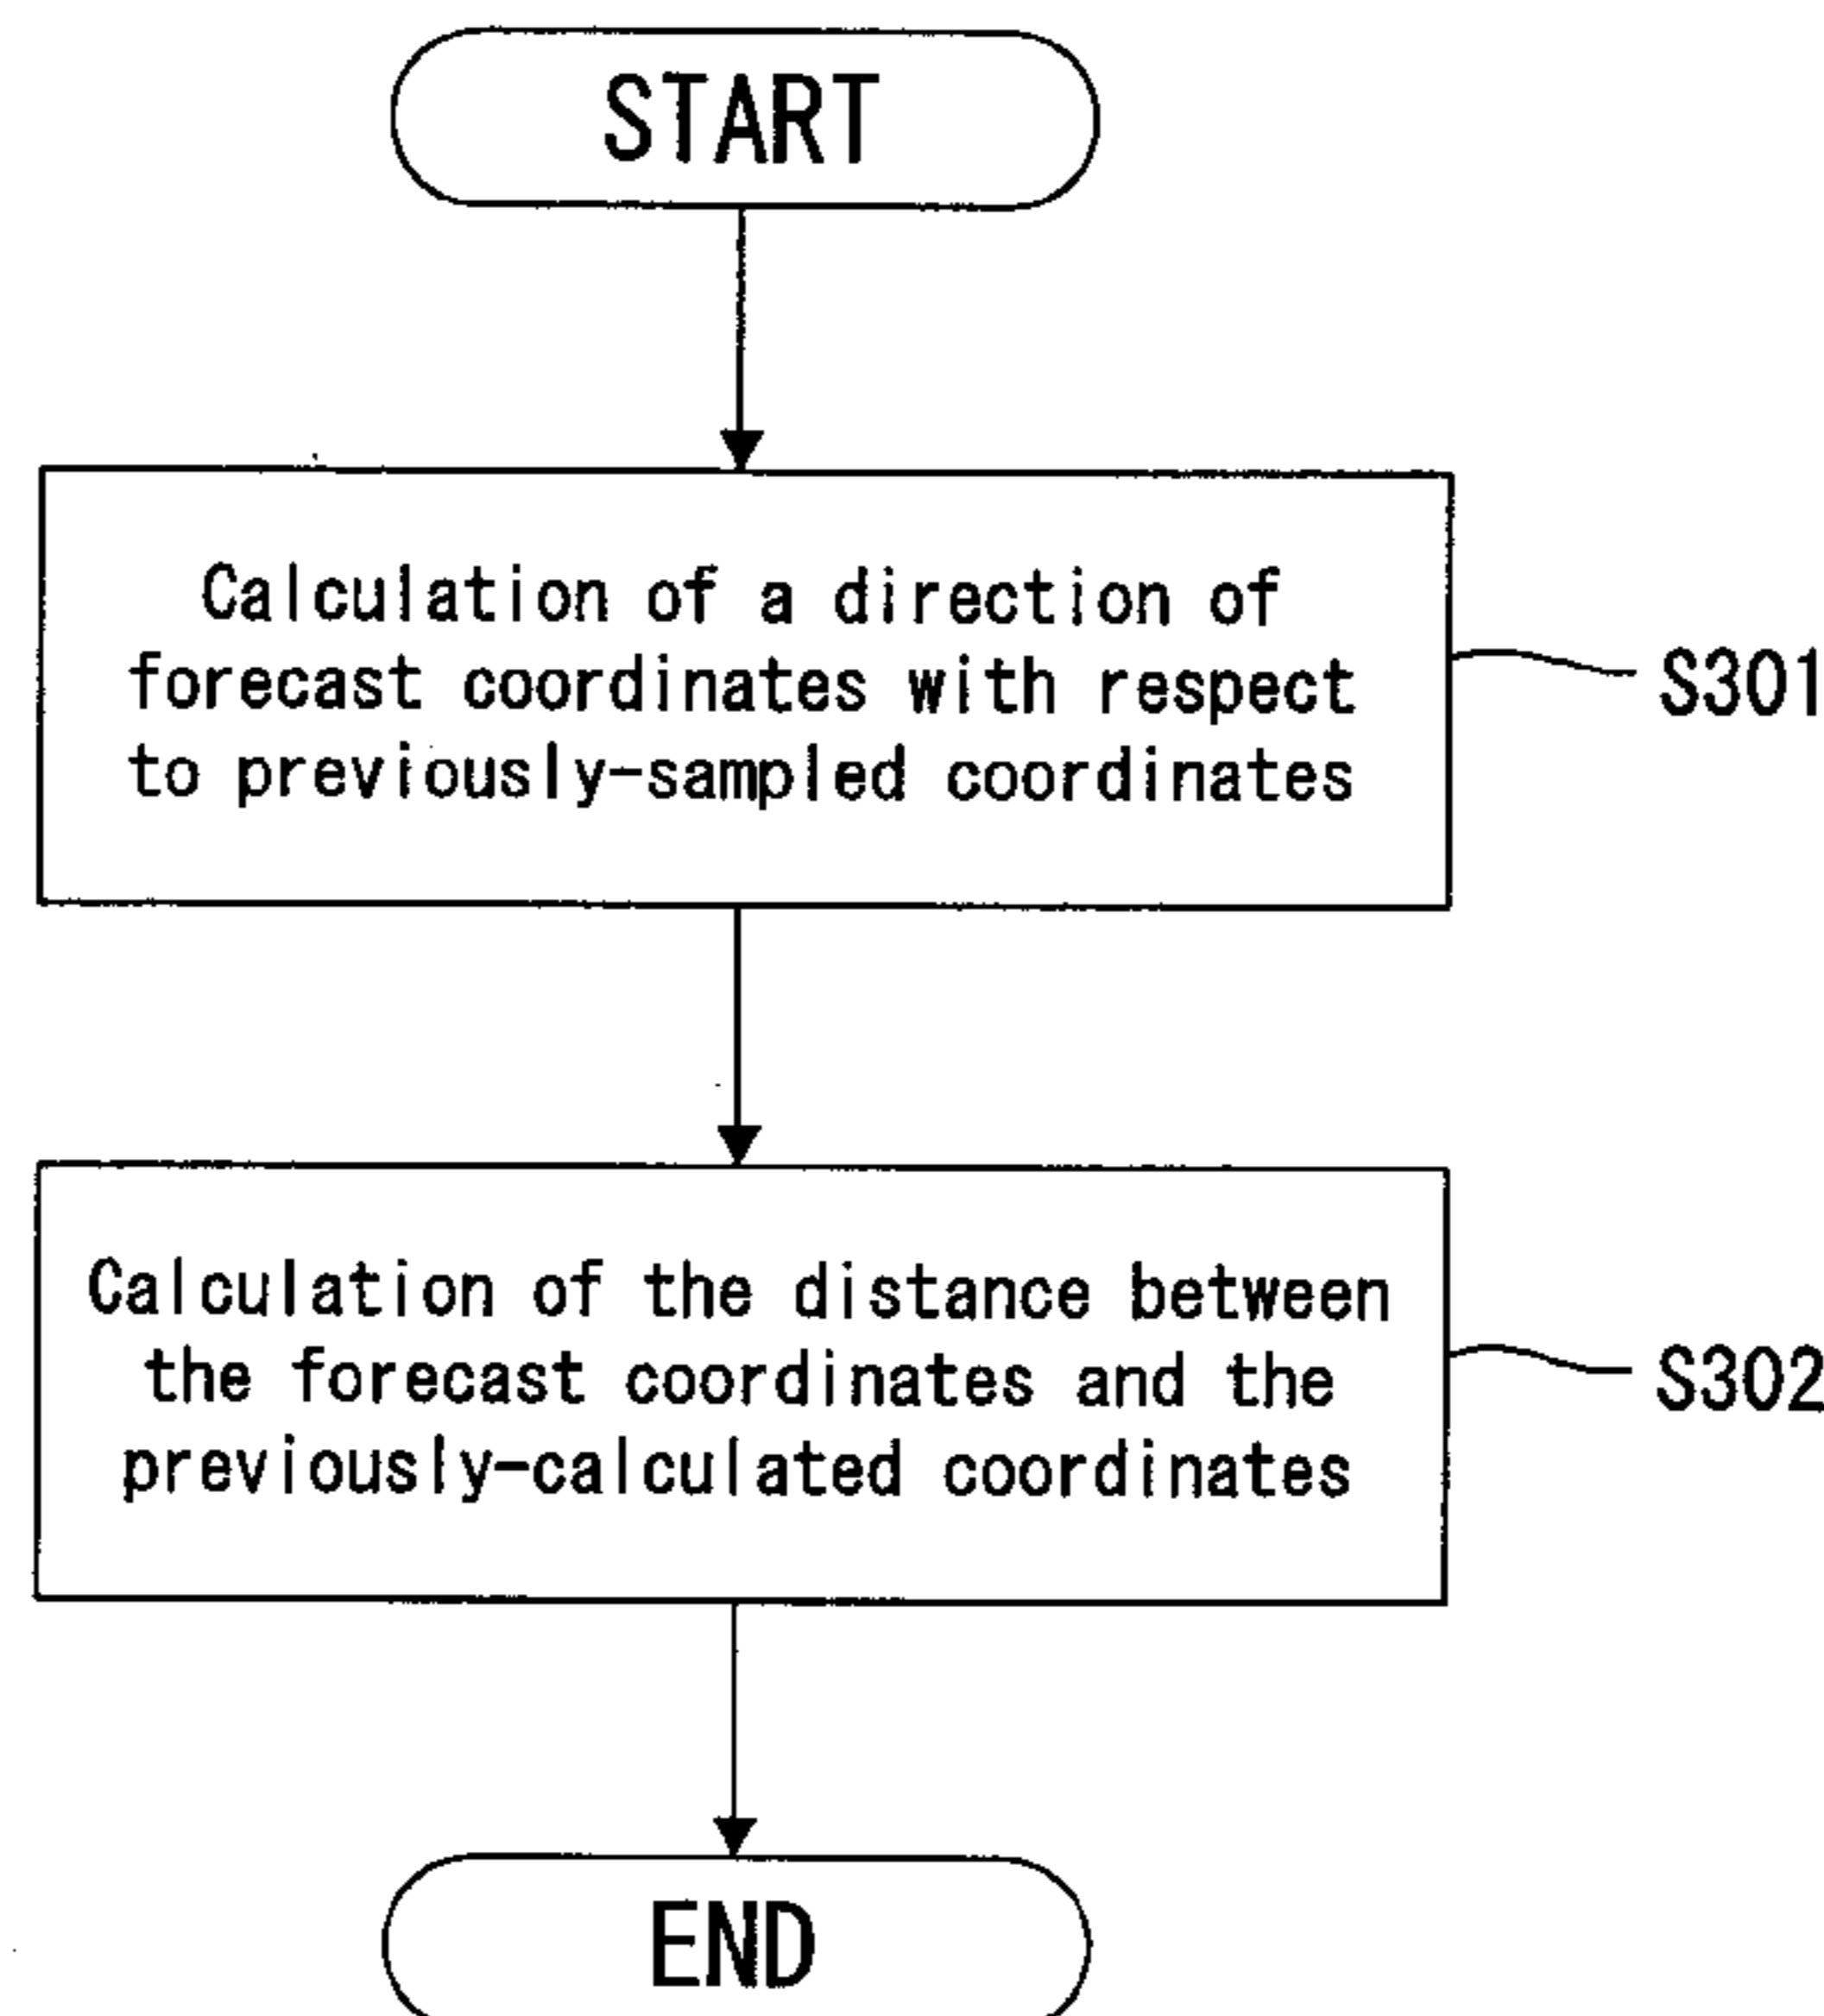 START
Calculation of a direction of
forecast coordinates with respect
to previously-sampled coordinates
S301
Calculation of the distance between
the forecast coordinates and the
previously-calculated coordinates
S302
END